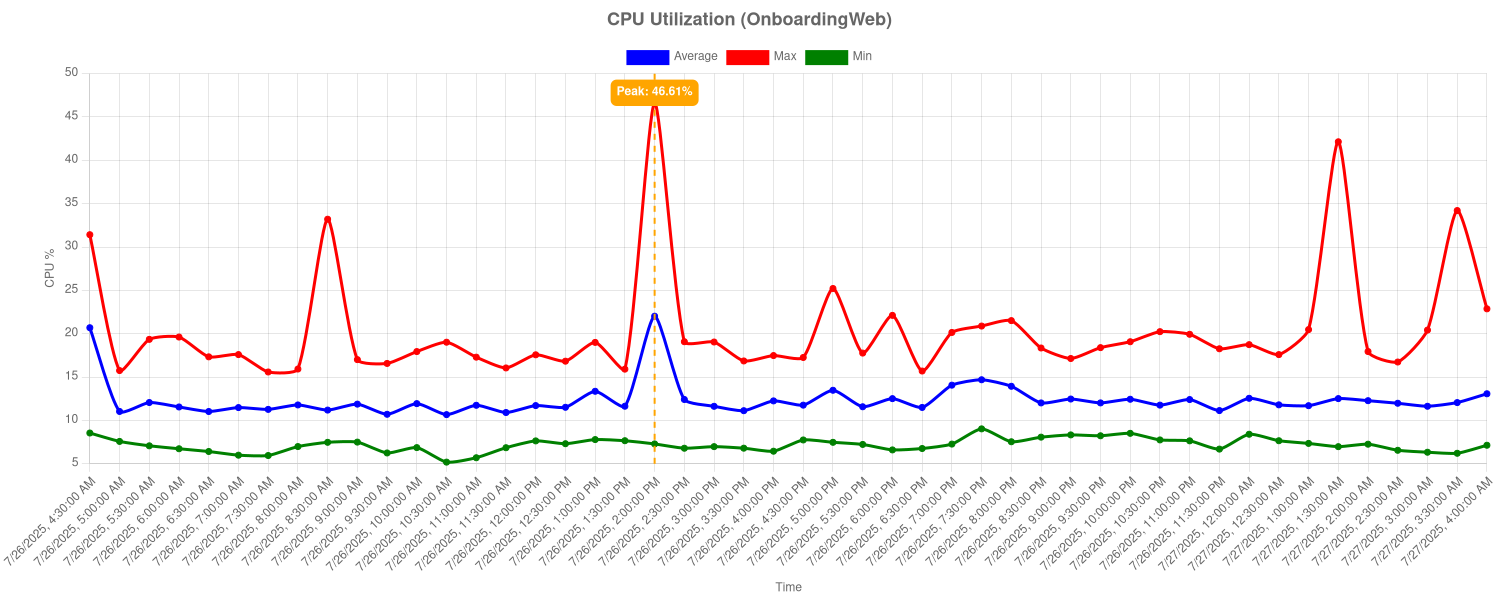 CPU Utilization (OnboardingWeb)
Average Max Min
Peak: 46.61%
50
45
40
35
30
25
20
15
10
5
CPU %
7/26/2025, 4:30:00 AM
7/26/2025, 5:00:00 AM
7/26/2025, 5:30:00 AM
7/26/2025, 6:00:00 AM
7/26/2025, 6:30:00 AM
7/26/2025, 7:00:00 AM
7/26/2025, 7:30:00 AM
7/26/2025, 8:00:00 AM
7/26/2025, 8:30:00 AM
7/26/2025, 9:00:00 AM
7/26/2025, 9:30:00 AM
7/26/2025, 10:00:00 AM
7/26/2025, 10:30:00 AM
7/26/2025, 11:00:00 AM
7/26/2025, 11:30:00 AM
7/26/2025, 12:00:00 PM
7/26/2025, 12:30:00 PM
7/26/2025, 1:00:00 PM
7/26/2025, 1:30:00 PM
7/26/2025, 2:00:00 PM
7/26/2025, 2:30:00 PM
7/26/2025, 3:00:00 PM
7/26/2025, 3:30:00 PM
7/26/2025, 4:00:00 PM
7/26/2025, 4:30:00 PM
7/26/2025, 5:00:00 PM
7/26/2025, 5:30:00 PM
7/26/2025, 6:00:00 PM
7/26/2025, 6:30:00 PM
7/26/2025, 7:00:00 PM
7/26/2025, 7:30:00 PM
7/26/2025, 8:00:00 PM
7/26/2025, 8:30:00 PM
7/26/2025, 9:00:00 PM
7/26/2025, 9:30:00 PM
7/26/2025, 10:00:00 PM
7/26/2025, 10:30:00 PM
7/26/2025, 11:00:00 PM
7/26/2025, 11:30:00 PM
7/27/2025, 12:00:00 AM
7/27/2025, 12:30:00 AM
7/27/2025, 1:00:00 AM
7/27/2025, 1:30:00 AM
7/27/2025, 2:00:00 AM
7/27/2025, 2:30:00 AM
7/27/2025, 3:00:00 AM
7/27/2025, 3:30:00 AM
7/27/2025, 4:00:00 AM
Time